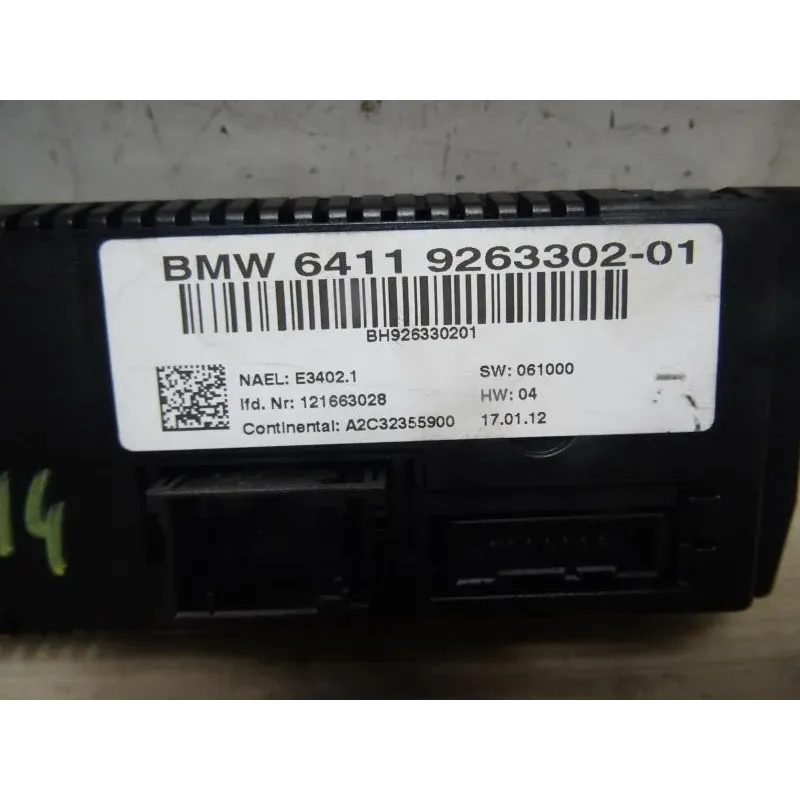 BMW 6411 9263302-01
BH926330201
NAEL: E3402.1
SW: 061000
lfd. Nr: 121663028
HW: 04
Continental: A2C32355900
17.01.12
14